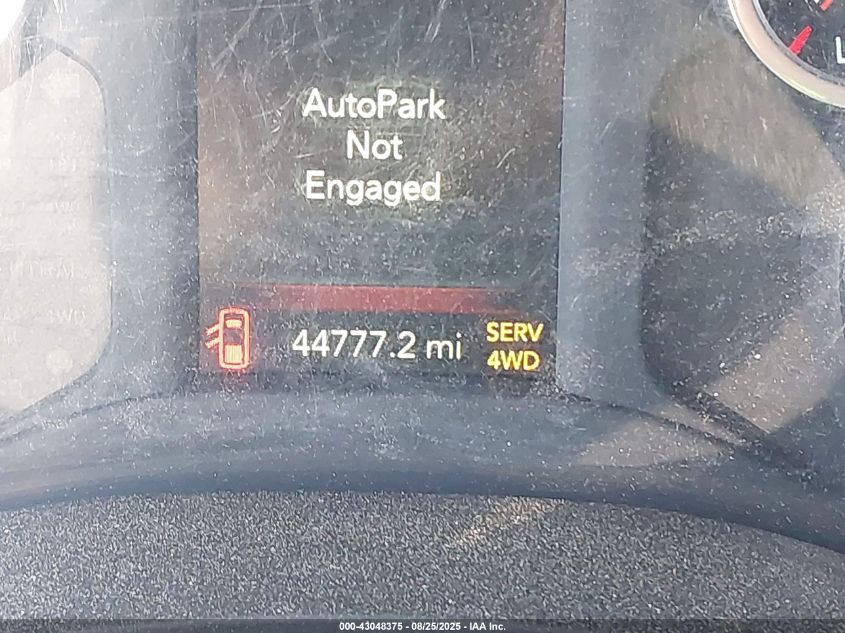 AutoPark
Not
Engaged
44777.2 mi
SERV
4WD
L
000-43048375 - 08/25/2025 - IAA Inc.